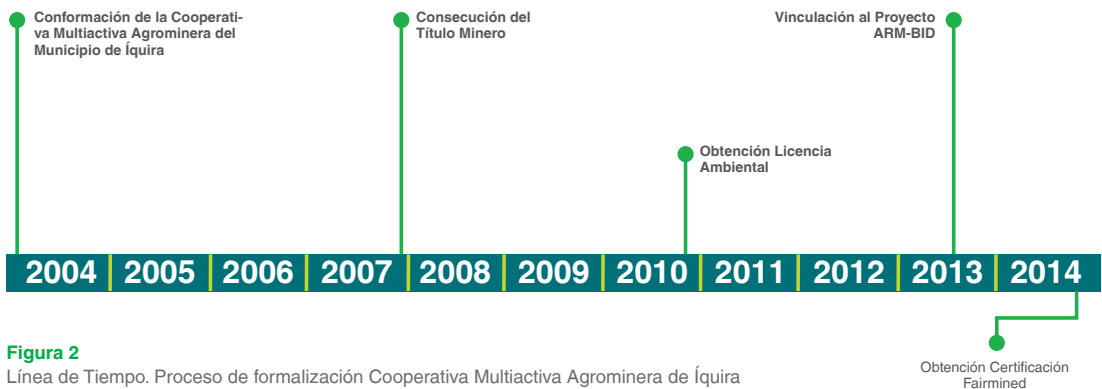 Conformación de la Cooperati-
va Multiactiva Agrominera del
Municipio de Íquira
Consecución del
Título Minero
Vinculación al Proyecto
ARM-BID
Obtención Licencia
Ambiental
2004 2005 2006 2007 2008 2009 2010 2011 2012 2013 2014
Obtención Certificación
Fairmined
Figura 2
Línea de Tiempo. Proceso de formalización Cooperativa Multiactiva Agrominera de Íquira